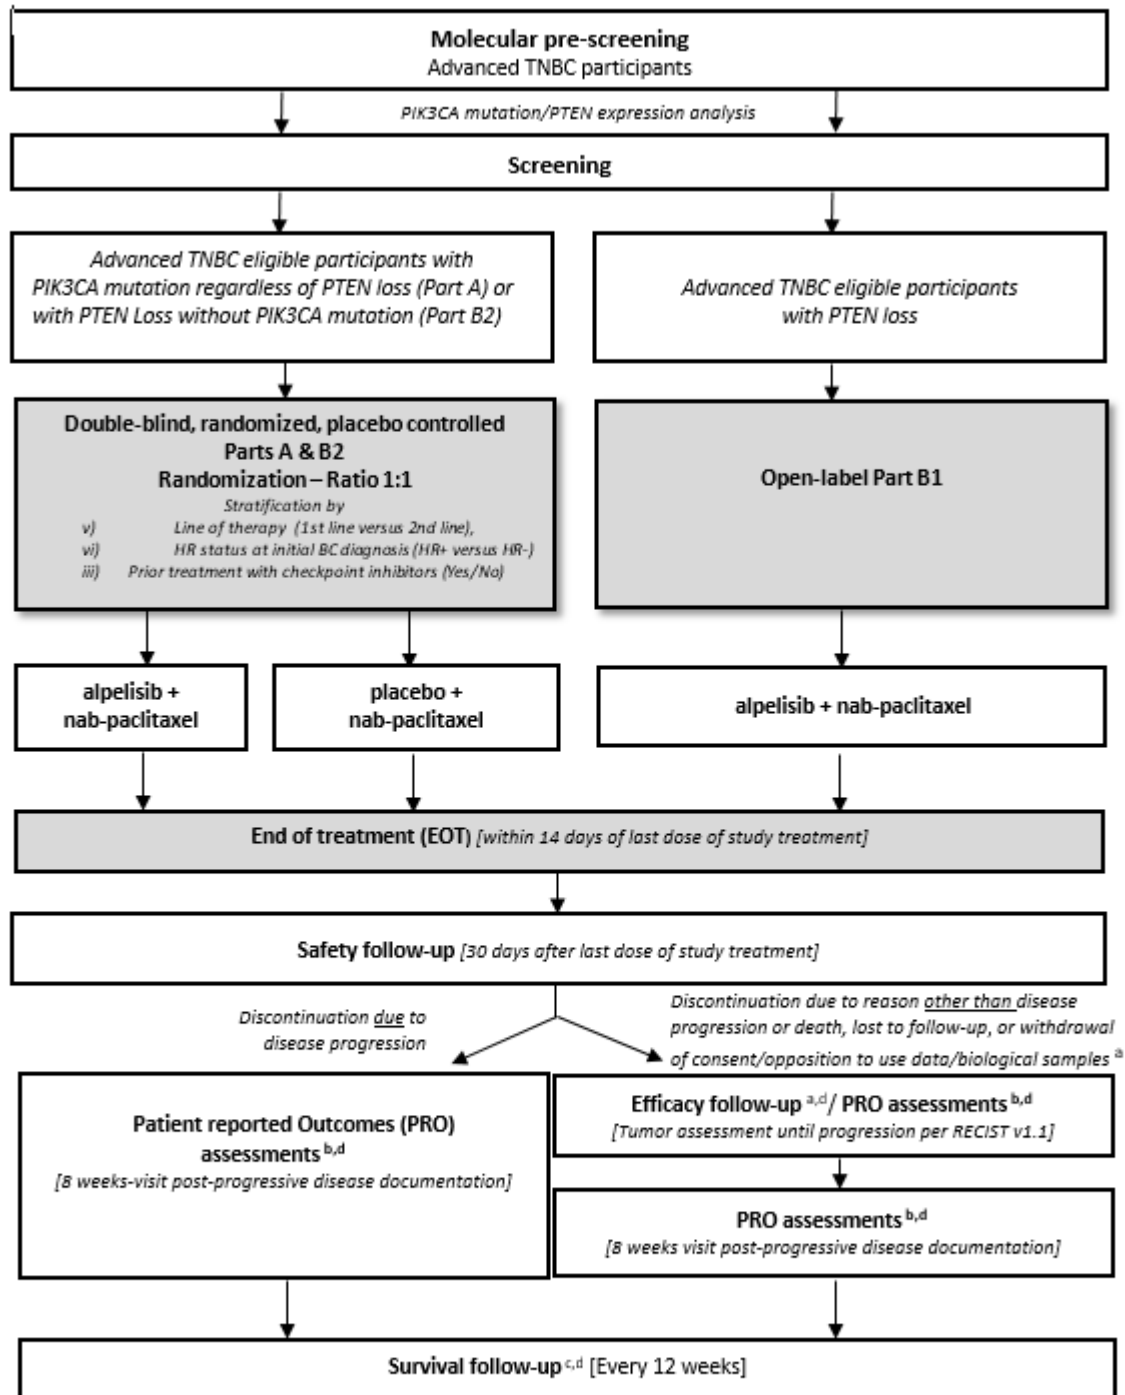 Molecular pre-screening
Advanced TNBC participants
PIK3CA mutation/PTEN expression analysis
Screening
Advanced TNBC eligible participants with
PIK3CA mutation regardless of PTEN loss (Part A) or
with PTEN Loss without PIK3CA mutation (Part B2)
Advanced TNBC eligible participants
with PTEN loss
Double-blind, randomized, placebo controlled
Parts A & B2
Randomization – Ratio 1:1
Stratification by
v) Line of therapy (1st line versus 2nd line),
vi) HR status at initial BC diagnosis (HR+ versus HR-)
iii) Prior treatment with checkpoint inhibitors (Yes/No)
Open-label Part B1
alpelisib +
nab-paclitaxel
placebo +
nab-paclitaxel
alpelisib + nab-paclitaxel
End of treatment (EOT) [within 14 days of last dose of study treatment]
Safety follow-up [30 days after last dose of study treatment]
Discontinuation due to
disease progression
Discontinuation due to reason other than disease
progression or death, lost to follow-up, or withdrawal
of consent/opposition to use data/biological samples a
Patient reported Outcomes (PRO)
assessments b,d
[8 weeks-visit post-progressive disease documentation]
Efficacy follow-up a,d/ PRO assessments b,d
[Tumor assessment until progression per RECIST v1.1]
PRO assessments b,d
[8 weeks visit post-progressive disease documentation]
Survival follow-up c,d [Every 12 weeks]